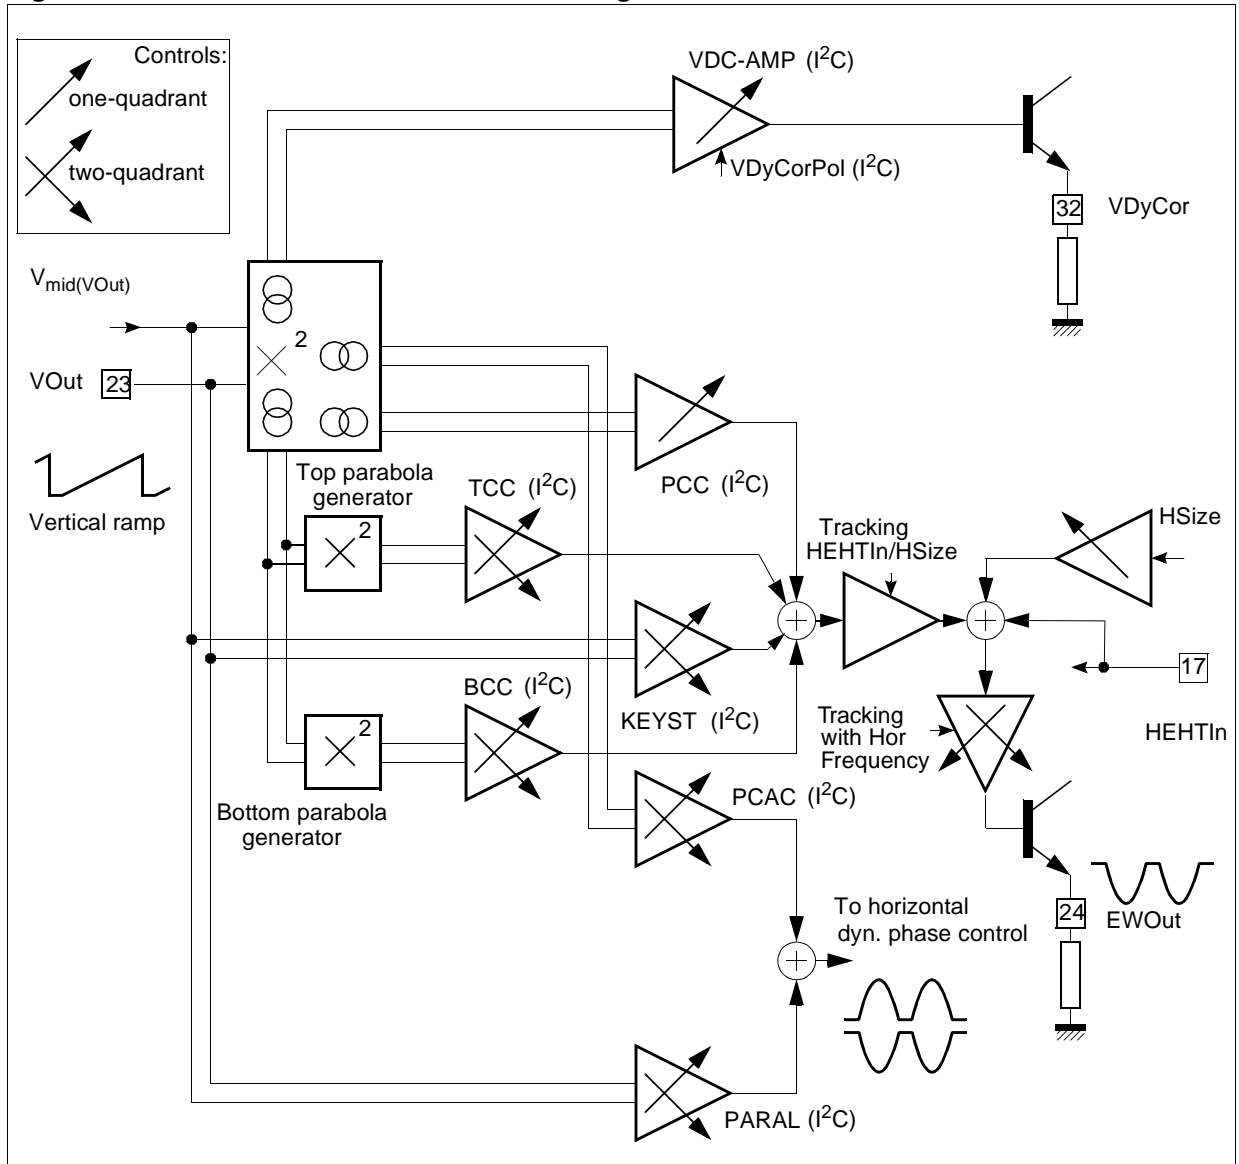 Controls:
one-quadrant
two-quadrant
VDC-AMP (I²C)
VDyCorPol (I²C)
32
VDyCor
Vmid(VOut)
2
VOut
23
Vertical ramp
Top parabola
generator
2
TCC (I²C)
PCC (I²C)
Tracking
HEHTIn/HSize
HSize
17
HEHTIn
KEYST (I²C)
BCC (I²C)
2
Bottom parabola
generator
Tracking
with Hor
Frequency
PCAC (I²C)
24
EWOut
To horizontal
dyn. phase control
PARAL (I²C)